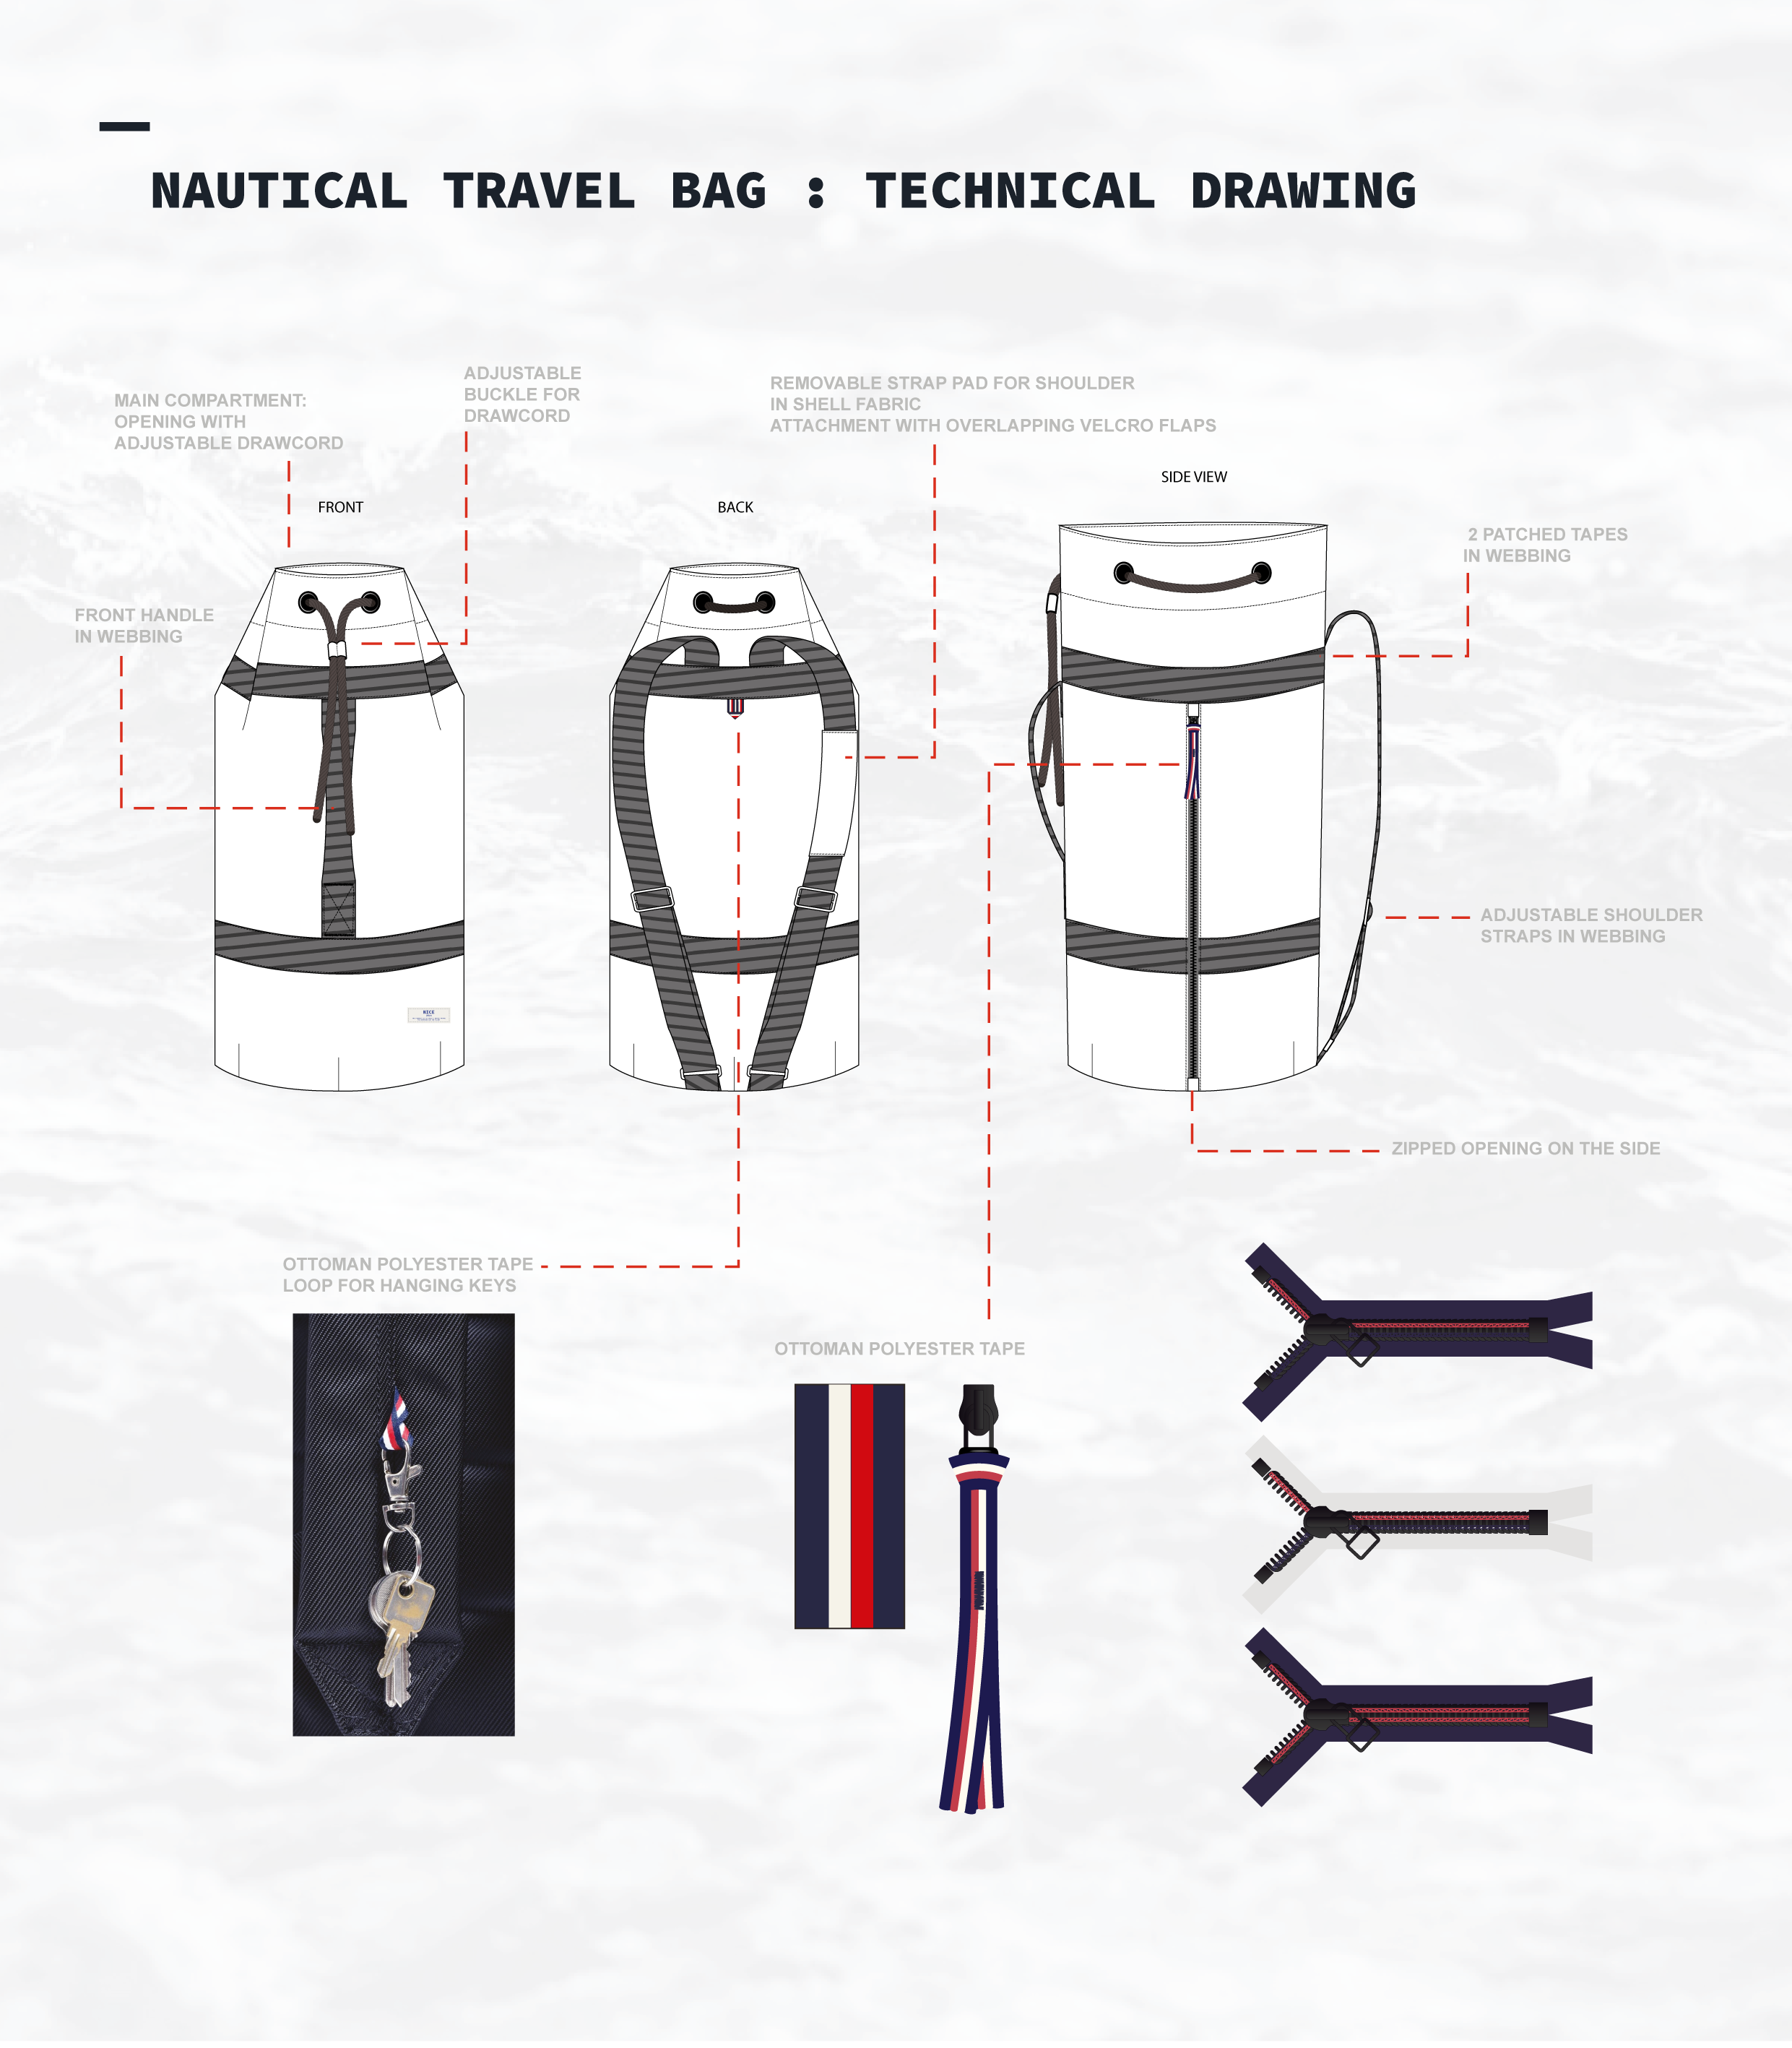 NAUTICAL TRAVEL BAG : TECHNICAL DRAWING
MAIN COMPARTMENT:
OPENING WITH
ADJUSTABLE DRAWCORD
ADJUSTABLE
BUCKLE FOR
DRAWCORD
REMOVABLE STRAP PAD FOR SHOULDER
IN SHELL FABRIC
ATTACHMENT WITH OVERLAPPING VELCRO FLAPS
FRONT
BACK
SIDE VIEW
2 PATCHED TAPES
IN WEBBING
FRONT HANDLE
IN WEBBING
ADJUSTABLE SHOULDER
STRAPS IN WEBBING
NICE
ZIPPED OPENING ON THE SIDE
OTTOMAN POLYESTER TAPE
LOOP FOR HANGING KEYS
OTTOMAN POLYESTER TAPE